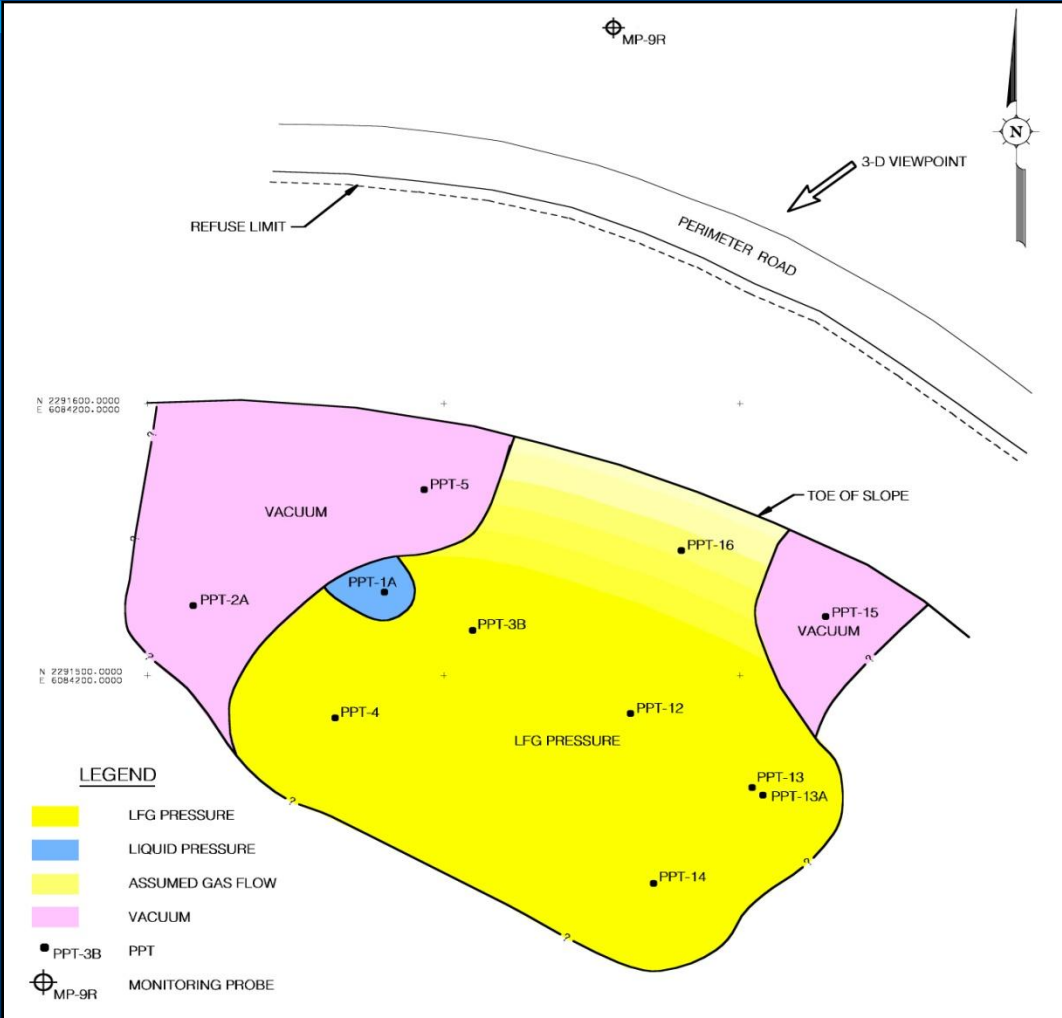 MP-9R
N
3-D VIEWPOINT
REFUSE LIMIT
PERIMETER ROAD
N 2291600.0000
E 6084200.0000
?
PPT-5
TOE OF SLOPE
VACUUM
?
PPT-16
PPT-1A
PPT-2A
PPT-15
VACUUM
PPT-3B
?
?
N 2291500.0000
E 6084200.0000
PPT-4
PPT-12
LFG PRESSURE
LEGEND
PPT-13
PPT-13A
?
LFG PRESSURE
LIQUID PRESSURE
?
PPT-14
ASSUMED GAS FLOW
VACUUM
?
PPT-3B PPT
MP-9R MONITORING PROBE